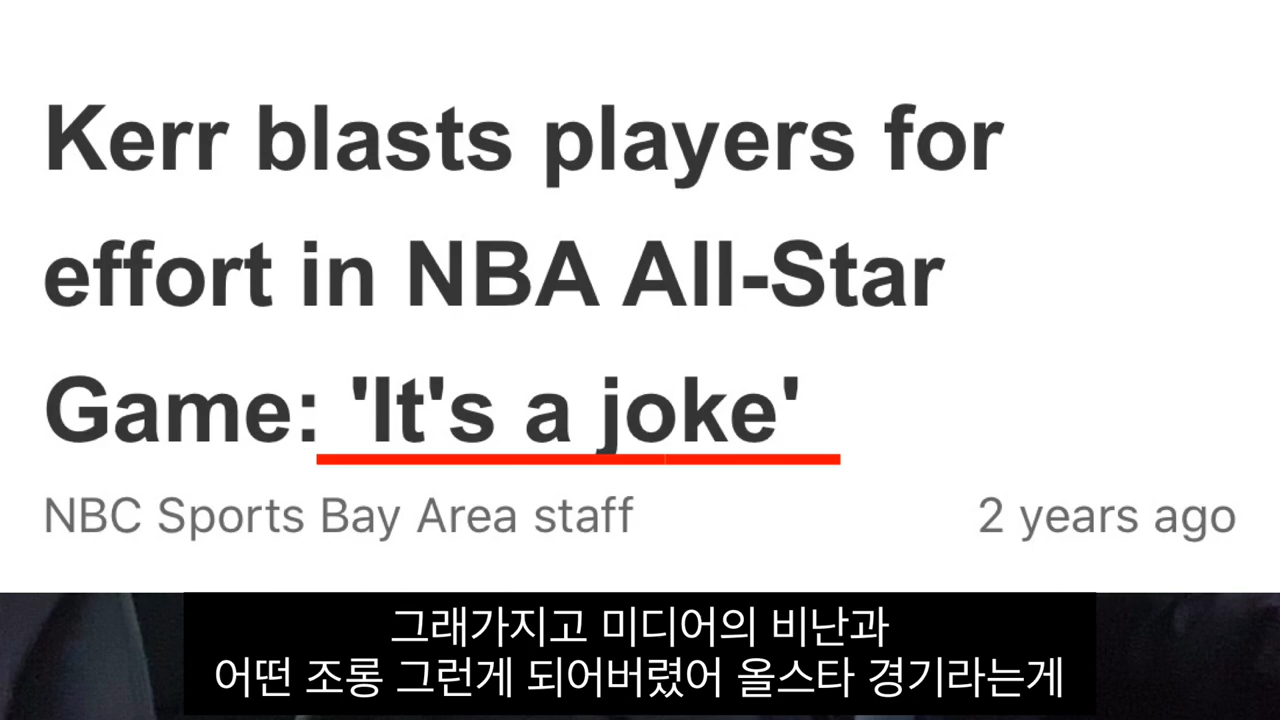 Kerr blasts players for
effort in NBA All-Star
Game: 'It's a joke'
NBC Sports Bay Area staff 2 years ago
그래가지고 미디어의 비난과
어떤 조롱 그런게 되어버렸어 올스타 경기라는게